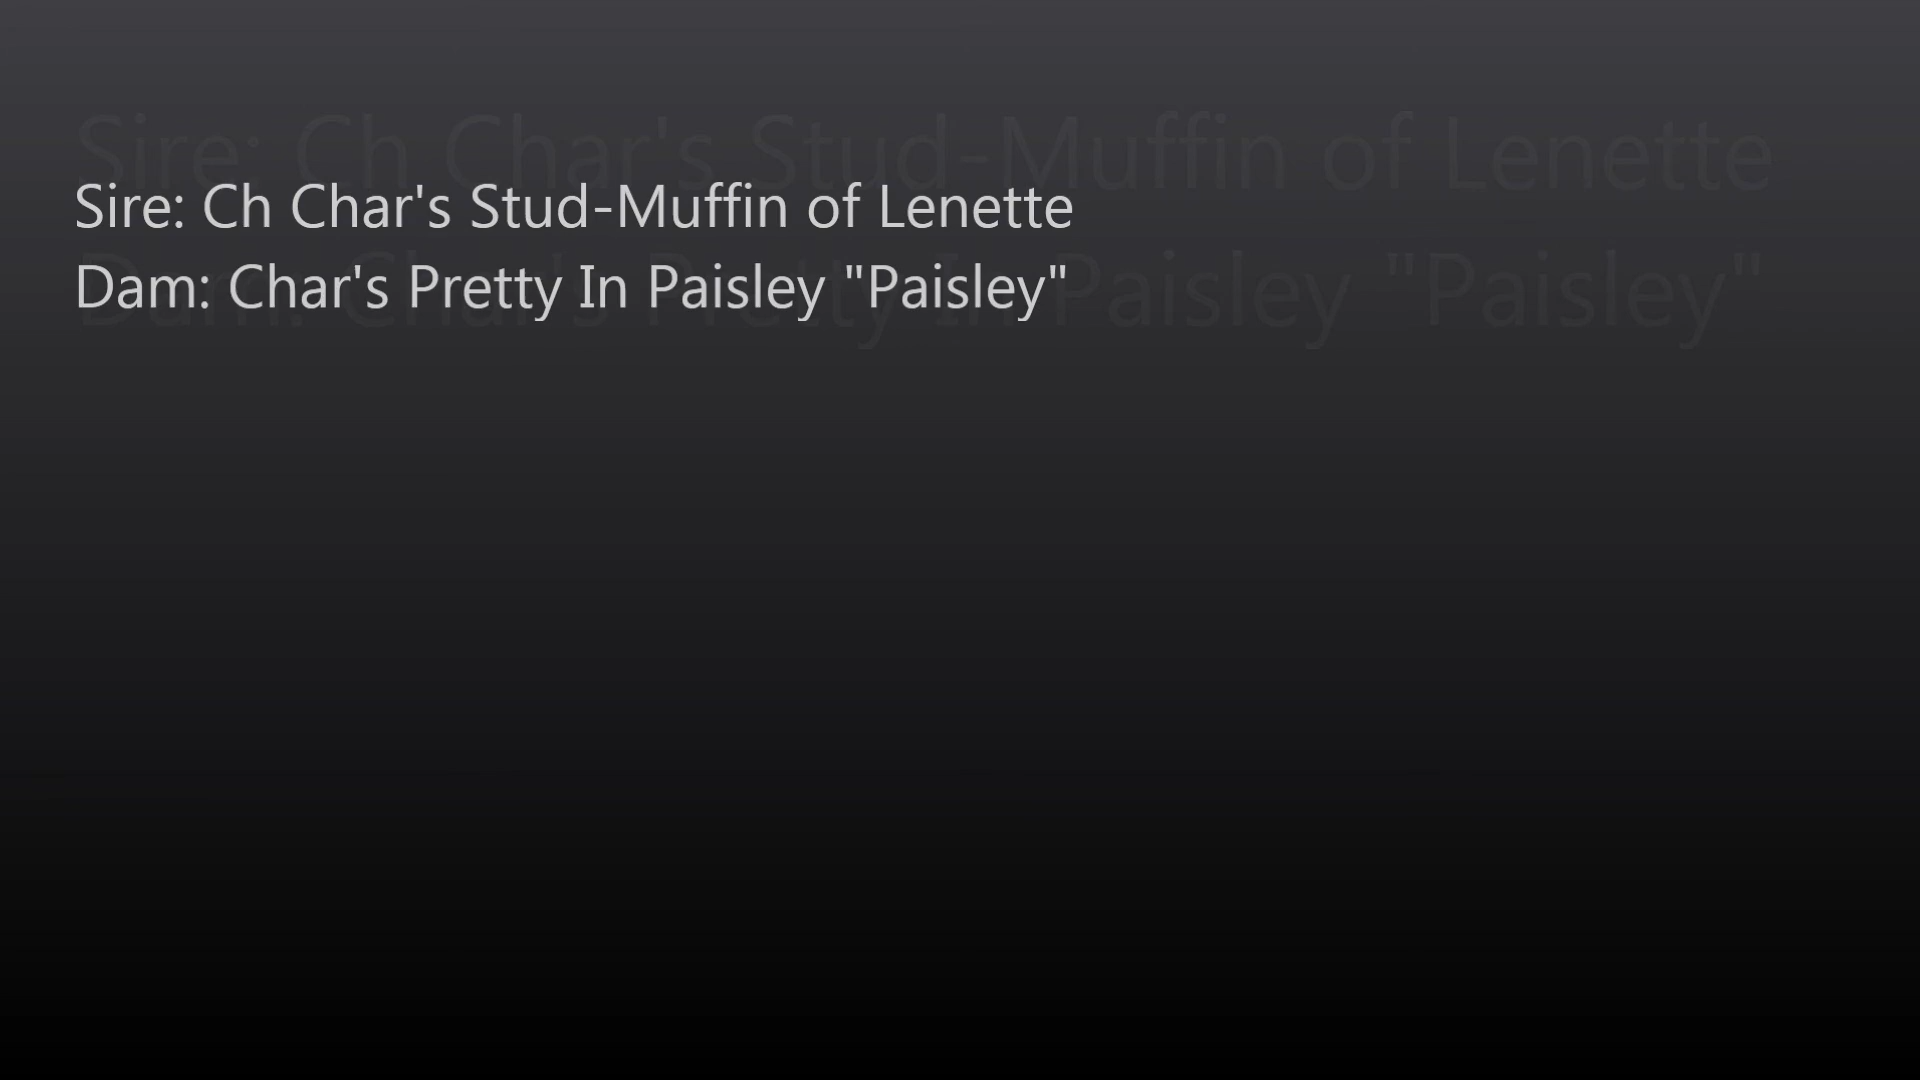 Sire: Ch Char's Stud-Muffin of Lenette
Dam: Char's Pretty In Paisley "Paisley"